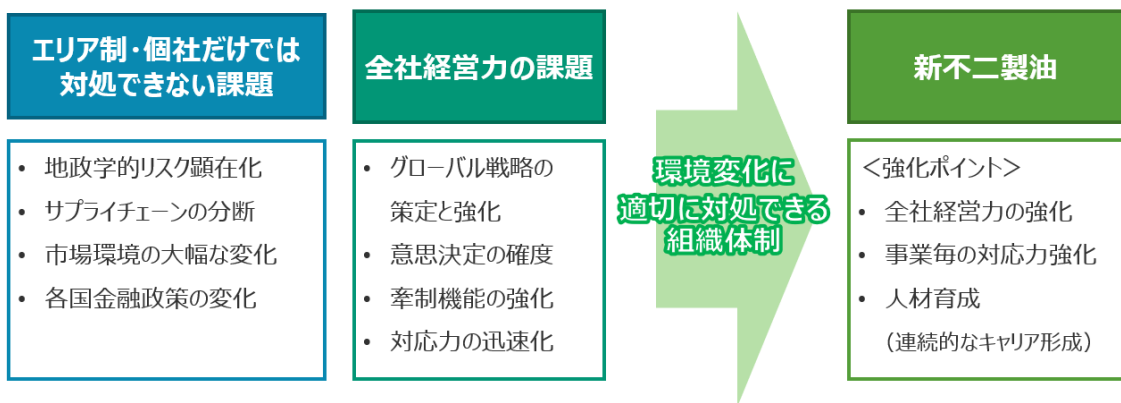 エリア制・個社だけでは
対処できない課題
• 地政学的リスク顕在化
• サプライチェーンの分断
• 市場環境の大幅な変化
• 各国金融政策の変化
全社経営力の課題
• グローバル戦略の
策定と強化
• 意思決定の確度
• 牽制機能の強化
• 対応力の迅速化
環境変化に
適切に対処できる
組織体制
新不二製油
＜強化ポイント＞
• 全社経営力の強化
• 事業毎の対応力強化
• 人材育成
（連続的なキャリア形成）